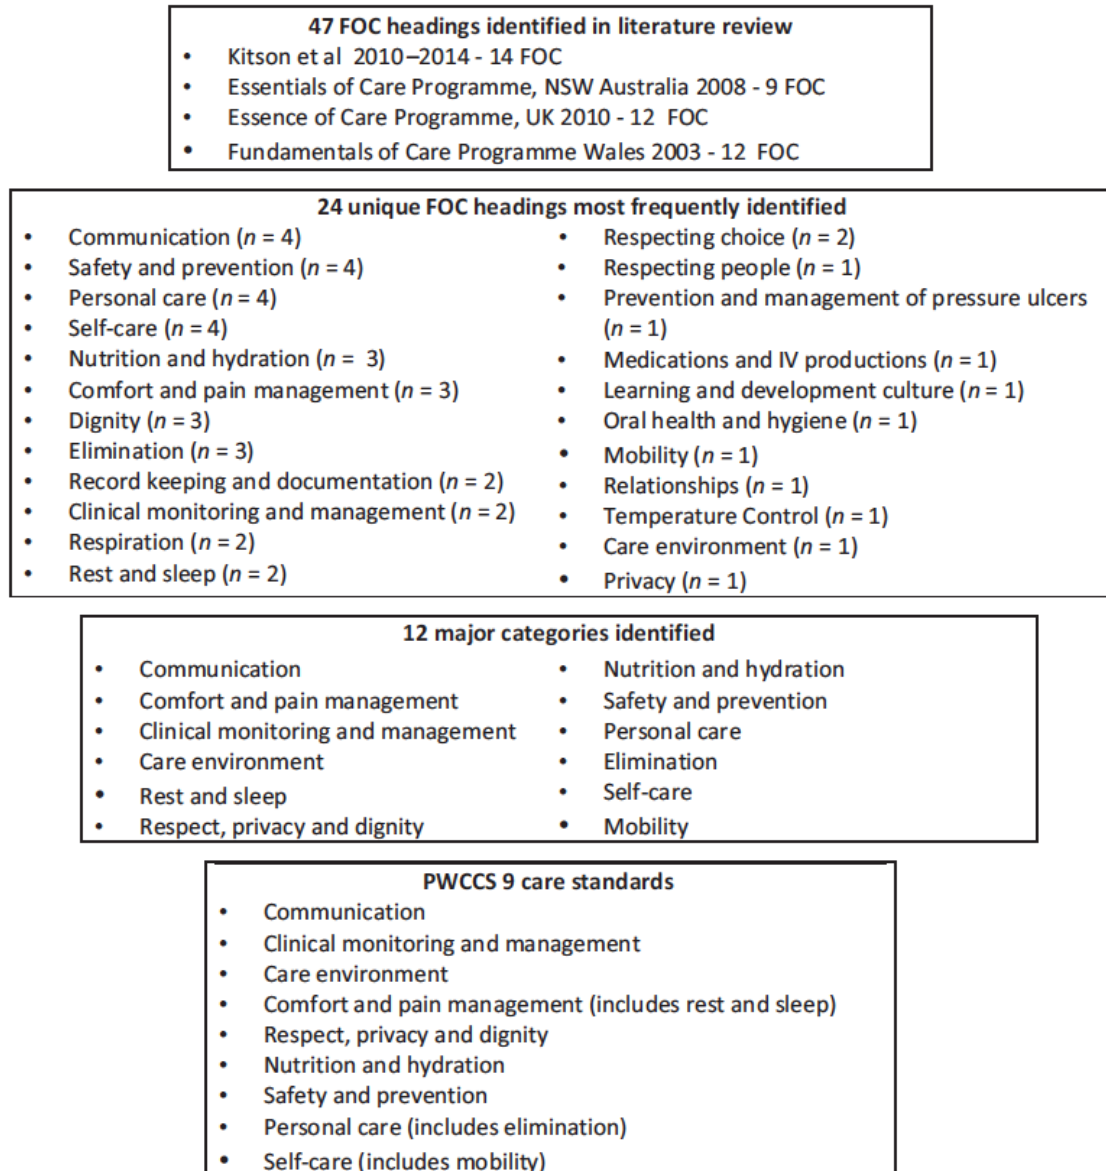 47 FOC headings identified in literature review
• Kitson et al 2010–2014 - 14 FOC
• Essentials of Care Programme, NSW Australia 2008 - 9 FOC
• Essence of Care Programme, UK 2010 - 12 FOC
• Fundamentals of Care Programme Wales 2003 - 12 FOC
24 unique FOC headings most frequently identified
• Communication (n = 4)
• Safety and prevention (n = 4)
• Personal care (n = 4)
• Self-care (n = 4)
• Nutrition and hydration (n = 3)
• Comfort and pain management (n = 3)
• Dignity (n = 3)
• Elimination (n = 3)
• Record keeping and documentation (n = 2)
• Clinical monitoring and management (n = 2)
• Respiration (n = 2)
• Rest and sleep (n = 2)
• Respecting choice (n = 2)
• Respecting people (n = 1)
• Prevention and management of pressure ulcers
(n = 1)
• Medications and IV productions (n = 1)
• Learning and development culture (n = 1)
• Oral health and hygiene (n = 1)
• Mobility (n = 1)
• Relationships (n = 1)
• Temperature Control (n = 1)
• Care environment (n = 1)
• Privacy (n = 1)
12 major categories identified
• Communication
• Comfort and pain management
• Clinical monitoring and management
• Care environment
• Rest and sleep
• Respect, privacy and dignity
• Nutrition and hydration
• Safety and prevention
• Personal care
• Elimination
• Self-care
• Mobility
PWCCS 9 care standards
• Communication
• Clinical monitoring and management
• Care environment
• Comfort and pain management (includes rest and sleep)
• Respect, privacy and dignity
• Nutrition and hydration
• Safety and prevention
• Personal care (includes elimination)
• Self-care (includes mobility)